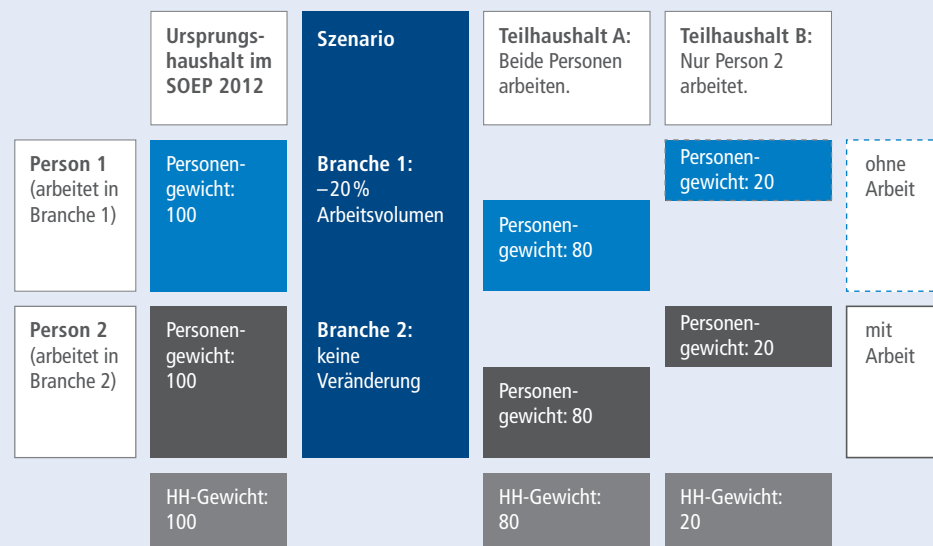 Ursprungs-
haushalt im
SOEP 2012
Szenario
Teilhaushalt A:
Beide Personen
arbeiten.
Teilhaushalt B:
Nur Person 2
arbeitet.
Person 1
(arbeitet in
Branche 1)
Personen-
gewicht:
100
Branche 1:
–20 %
Arbeitsvolumen
Personen-
gewicht: 80
Personen-
gewicht: 20
ohne
Arbeit
Person 2
(arbeitet in
Branche 2)
Personen-
gewicht:
100
Branche 2:
keine
Veränderung
Personen-
gewicht: 80
Personen-
gewicht: 20
mit
Arbeit
HH-Gewicht:
100
HH-Gewicht:
80
HH-Gewicht:
20